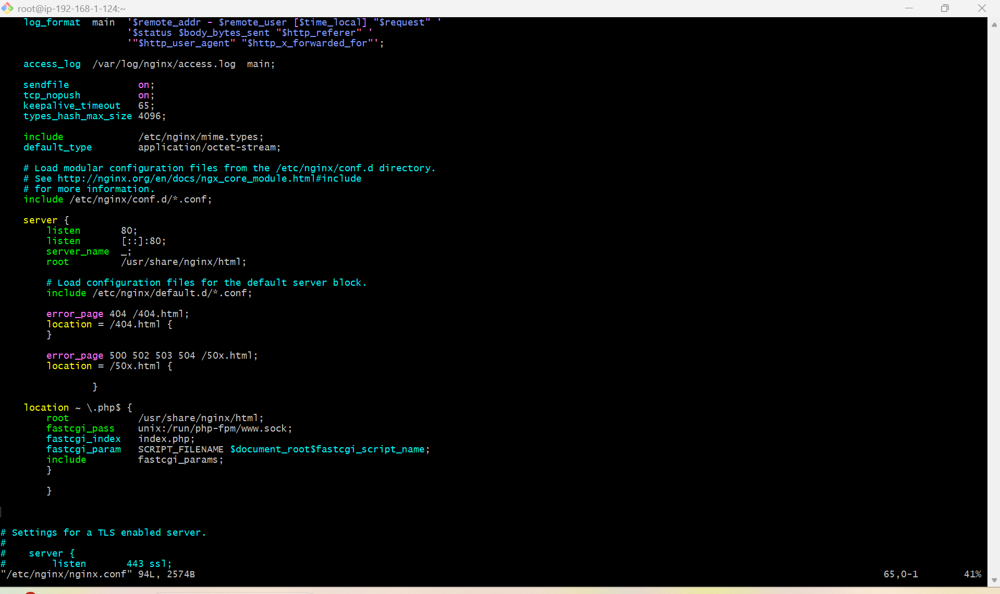 root@ip-192-168-1-124:~
log_format  main  '$remote_addr - $remote_user [$time_local] "$request" '
'$status $body_bytes_sent "$http_referer" '
'"$http_user_agent" "$http_x_forwarded_for"';
access_log  /var/log/nginx/access.log  main;
sendfile            on;
tcp_nopush          on;
keepalive_timeout   65;
types_hash_max_size 4096;
include             /etc/nginx/mime.types;
default_type        application/octet-stream;
# Load modular configuration files from the /etc/nginx/conf.d directory.
# See http://nginx.org/en/docs/ngx_core_module.html#include
# for more information.
include /etc/nginx/conf.d/*.conf;
server {
listen       80;
listen       [::]:80;
server_name  _;
root         /usr/share/nginx/html;
# Load configuration files for the default server block.
include /etc/nginx/default.d/*.conf;
error_page 404 /404.html;
location = /404.html {
}
error_page 500 502 503 504 /50x.html;
location = /50x.html {
}
location ~ \.php$ {
root            /usr/share/nginx/html;
fastcgi_pass    unix:/run/php-fpm/www.sock;
fastcgi_index   index.php;
fastcgi_param   SCRIPT_FILENAME $document_root$fastcgi_script_name;
include         fastcgi_params;
}
}
# Settings for a TLS enabled server.
#
#    server {
#        listen       443 ssl;
"/etc/nginx/nginx.conf" 94L, 2574B                    65,0-1        41%